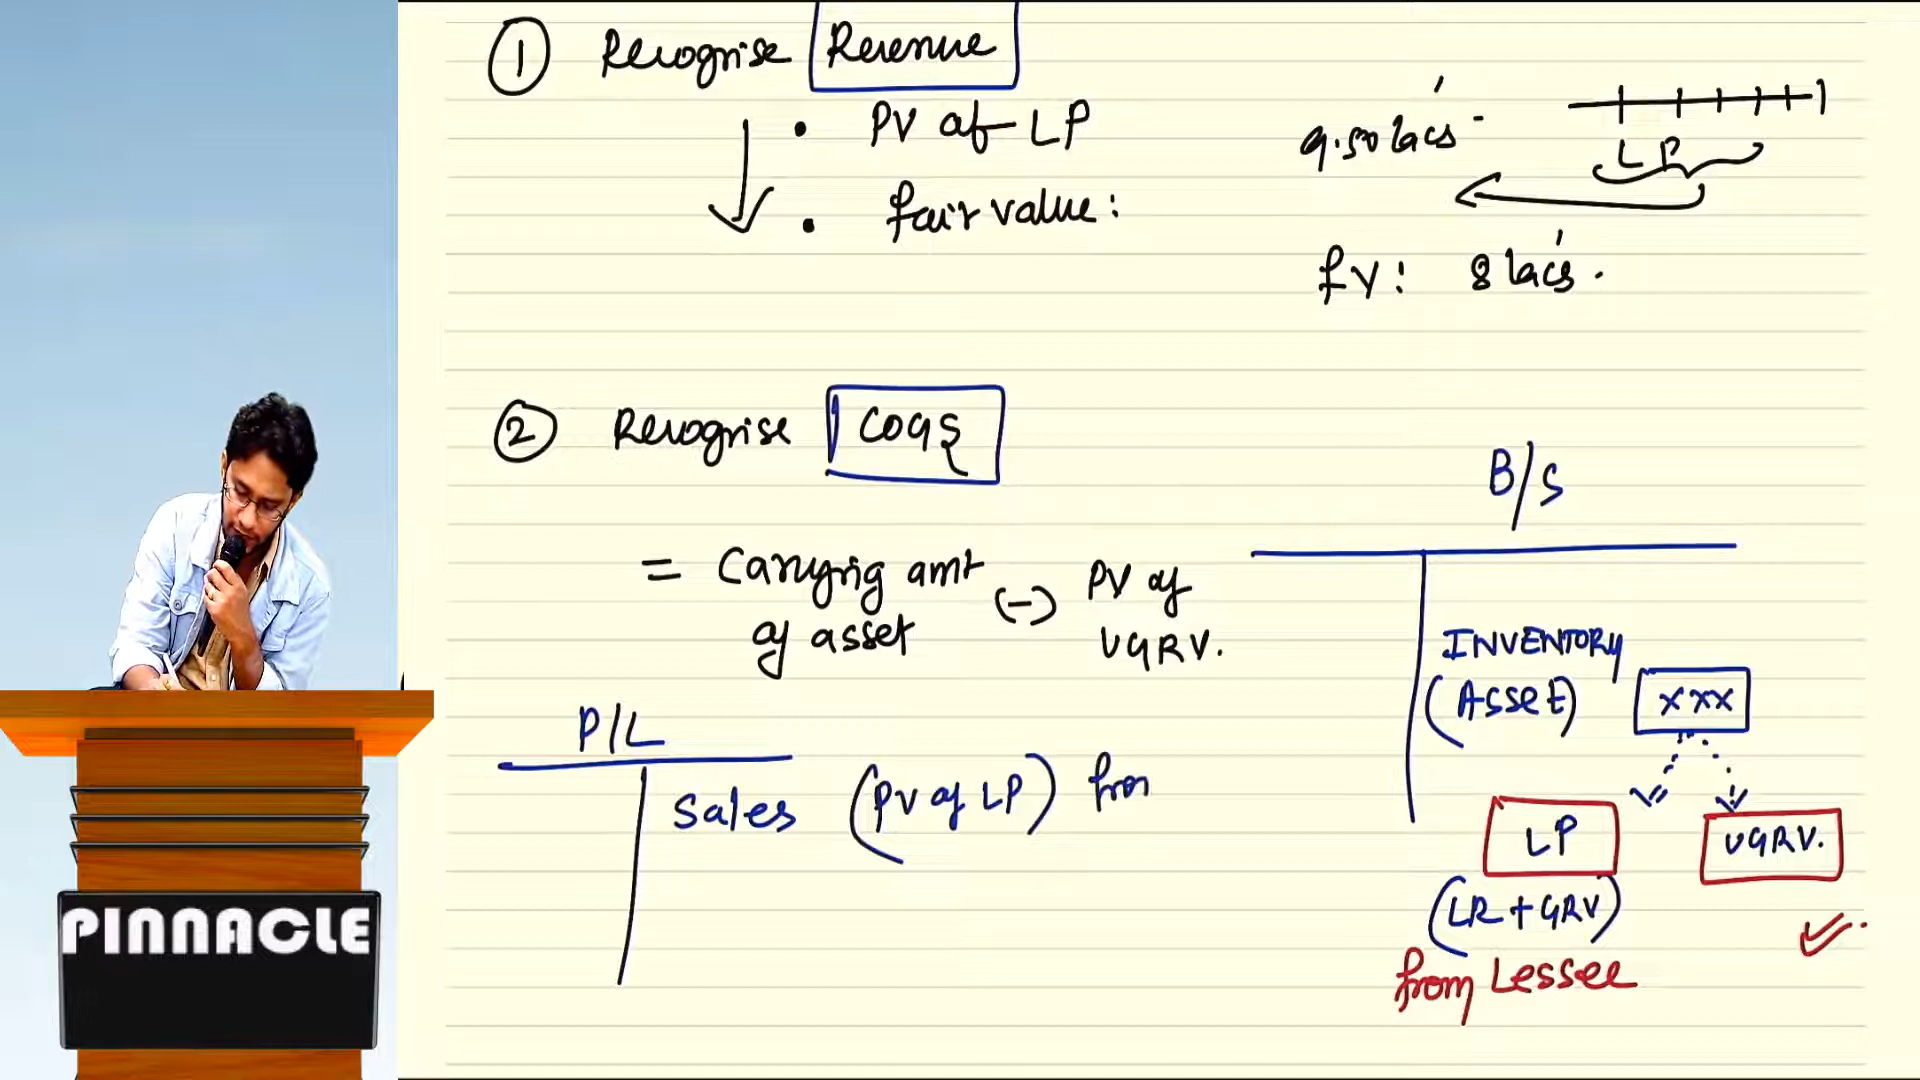 ① Recognise Revenue
• PV of LP
• fair value:
9.50 lacs
LP
FV: 8 lacs.
② Recognise COGS
= Carrying amt of asset (-) PV of UGRV.
B/S
INVENTORY
(Asset) xxx
LP UGRV.
(LR + GRV)
from Lessee
P/L
Sales (PV of LP) from
PINNACLE